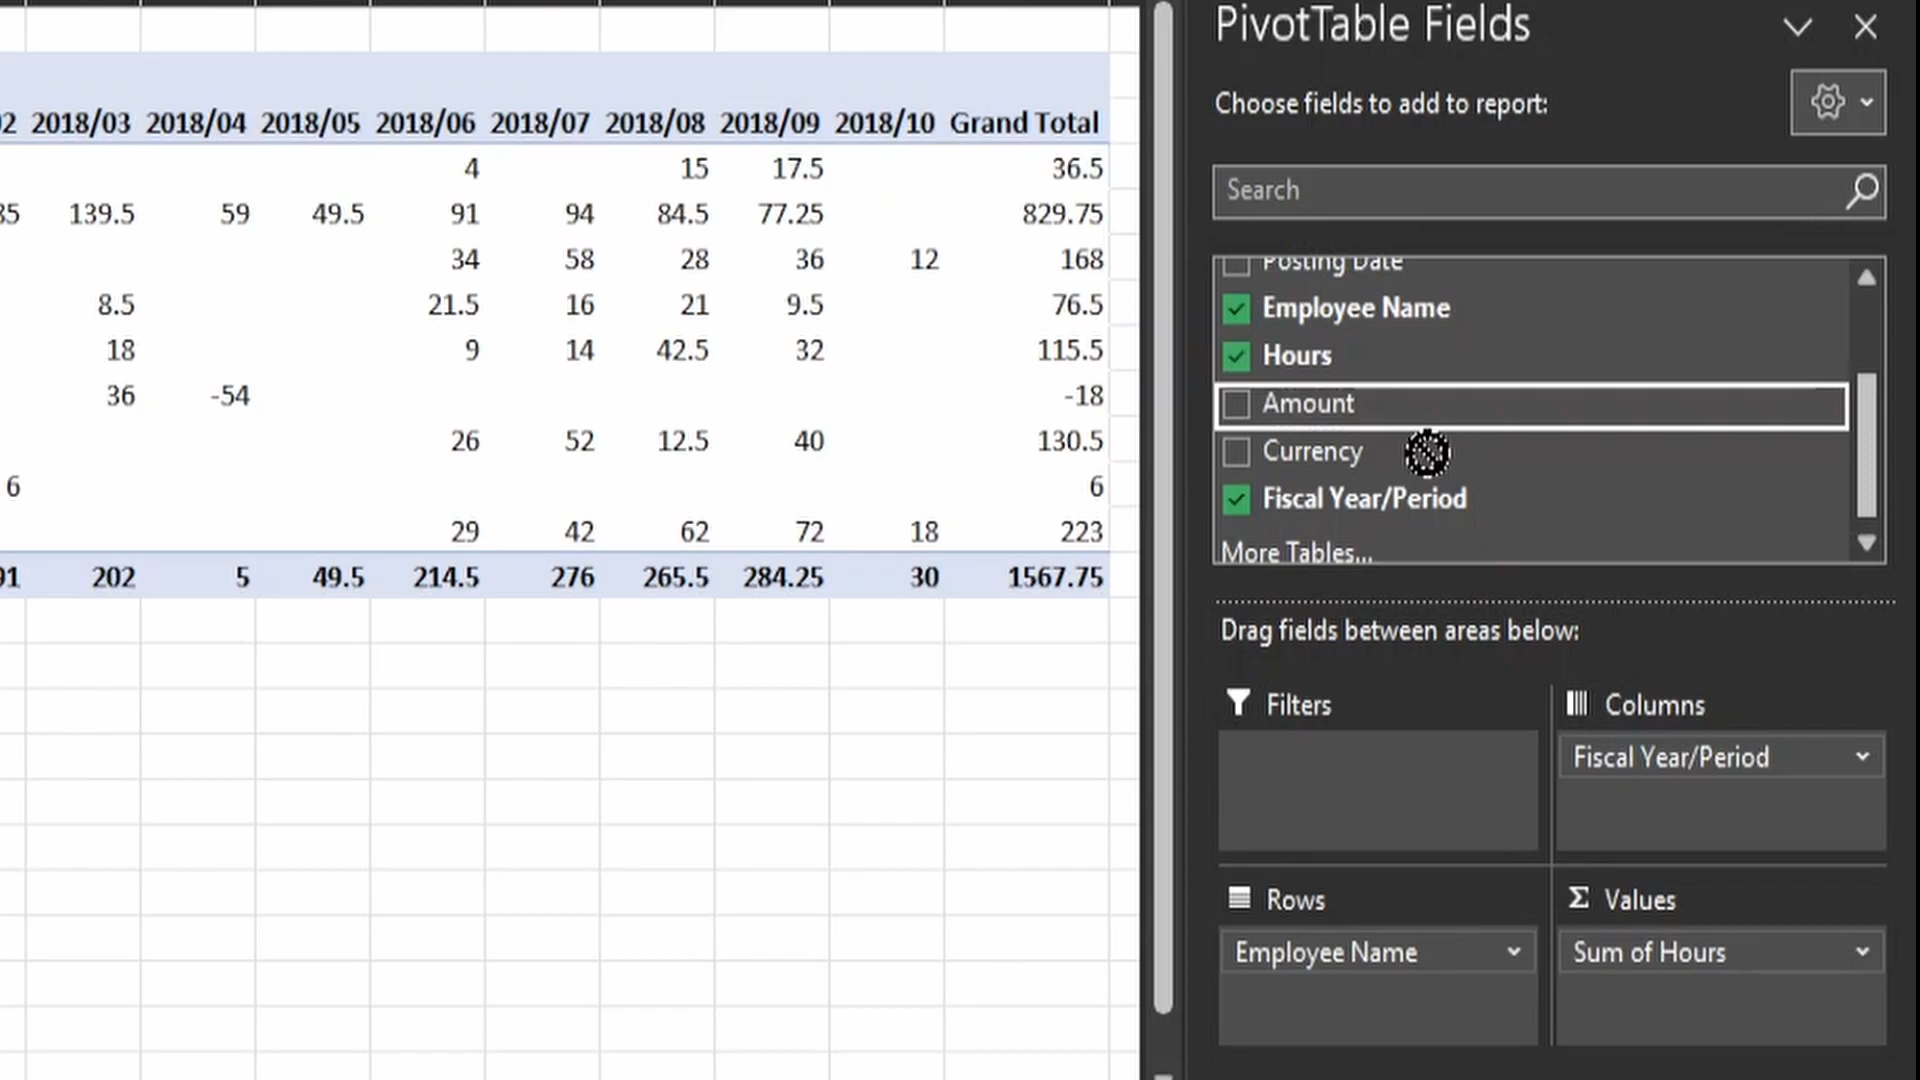 PivotTable Fields
Choose fields to add to report:
Search
Posting Date
Employee Name
Hours
Amount
Currency
Fiscal Year/Period
More Tables...
Drag fields between areas below:
Filters
Columns
Fiscal Year/Period
Rows
Σ Values
Employee Name
Sum of Hours
02 2018/03 2018/04 2018/05 2018/06 2018/07 2018/08 2018/09 2018/10 Grand Total
4 15 17.5 36.5
139.5 59 49.5 91 94 84.5 77.25 829.75
34 58 28 36 12 168
8.5 21.5 16 21 9.5 76.5
18 9 14 42.5 32 115.5
36 -54 -18
26 52 12.5 40 130.5
6 6
29 42 62 72 18 223
202 5 49.5 214.5 276 265.5 284.25 30 1567.75